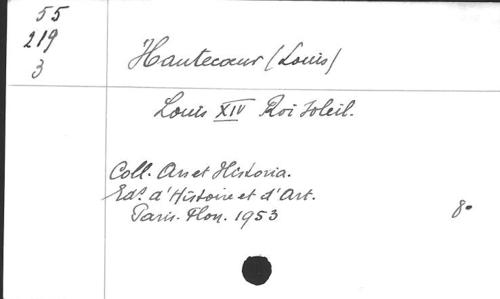 55
219
3
Hautecœur (Louis)
Louis XIV Roi Soleil.
Coll. Ars et Historia.
Eds. d'Histoire et d'Art.
Paris. Plon. 1953
8°